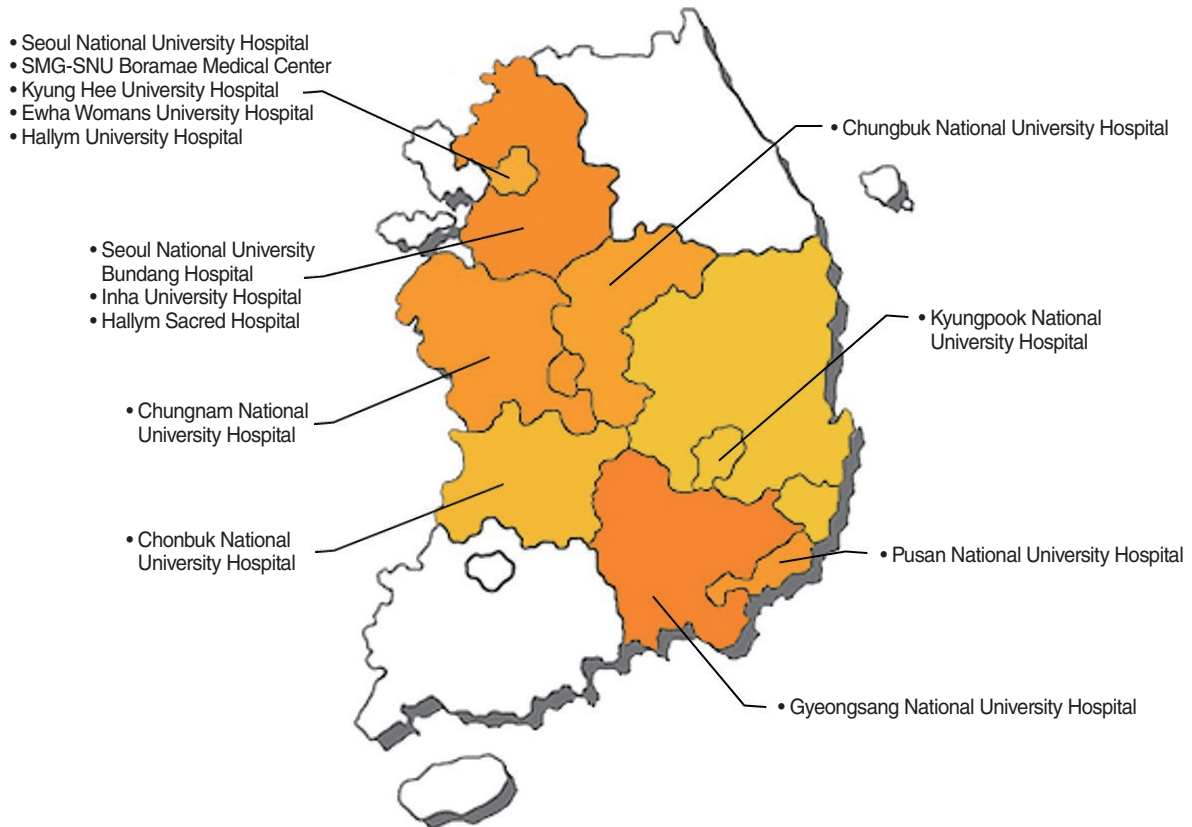 • Seoul National University Hospital
• SMG-SNU Boramae Medical Center
• Kyung Hee University Hospital
• Ewha Womans University Hospital
• Hallym University Hospital
• Chungbuk National University Hospital
• Seoul National University
Bundang Hospital
• Inha University Hospital
• Hallym Sacred Hospital
• Kyungpook National
University Hospital
• Chungnam National
University Hospital
• Chonbuk National
University Hospital
• Pusan National University Hospital
• Gyeongsang National University Hospital